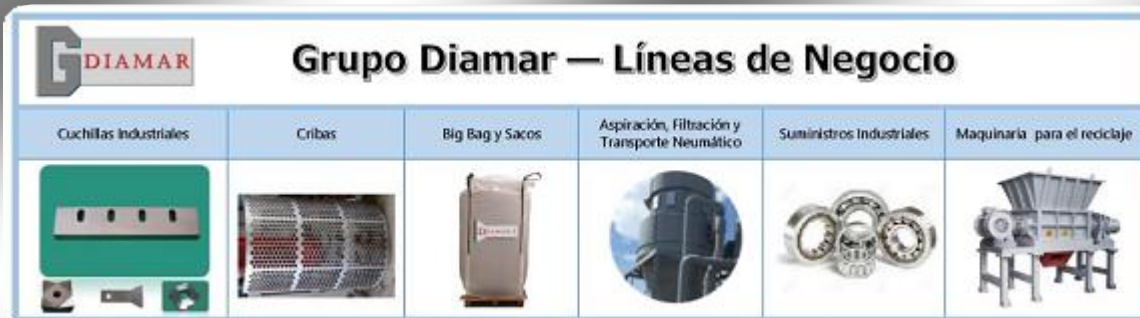 DIAMAR
Grupo Diamar — Líneas de Negocio
Cuchillas Industriales
Cribas
Big Bag y Sacos
Aspiración, Filtración y
Transporte Neumático
Suministros Industriales
Maquinaria para el reciclaje
DIAMAR